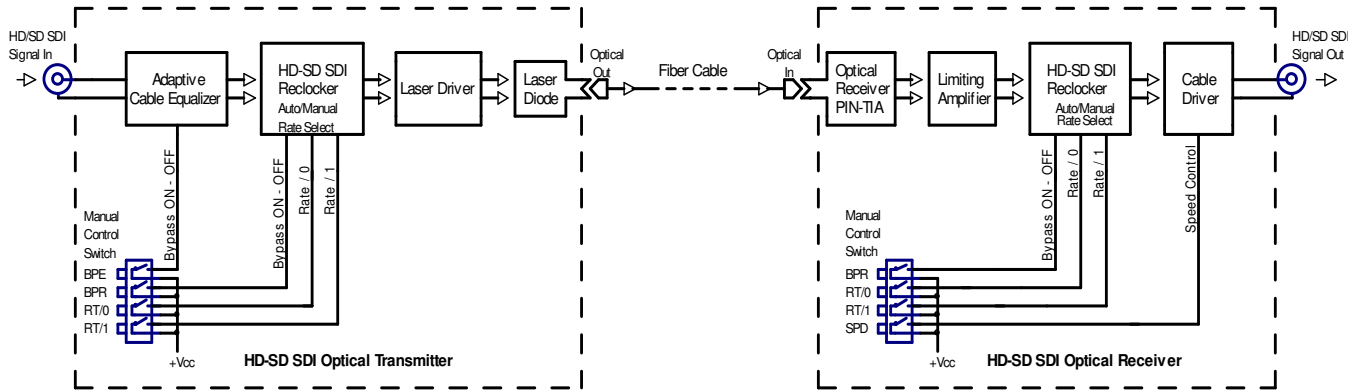 HD/SD SDI
Signal In
Adaptive
Cable Equalizer
HD-SD SDI
Reclocker
Auto/Manual
Rate Select
Laser Driver
Laser
Diode
Optical
Out
Fiber Cable
Optical
In
Optical
Receiver
PIN-TIA
Limiting
Amplifier
HD-SD SDI
Reclocker
Auto/Manual
Rate Select
Cable
Driver
HD/SD SDI
Signal Out
Bypass ON - OFF
Bypass ON - OFF
Rate / 0
Rate / 1
Manual
Control
Switch
BPE
BPR
RT/0
RT/1
+Vcc
HD-SD SDI Optical Transmitter
Bypass ON - OFF
Rate / 0
Rate / 1
Speed Control
Manual
Control
Switch
BPR
RT/0
RT/1
SPD
+Vcc
HD-SD SDI Optical Receiver